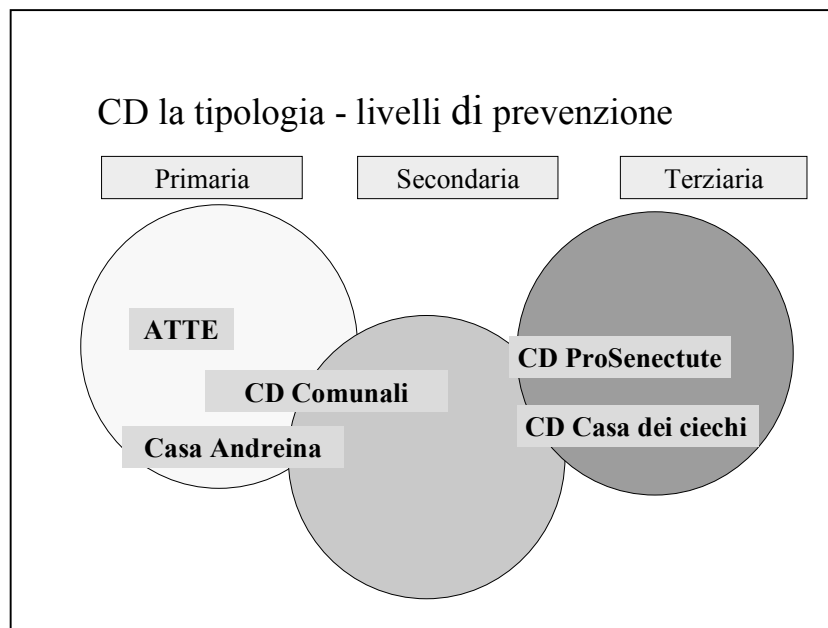 CD la tipologia - livelli di prevenzione
Primaria
Secondaria
Terziaria
ATTE
CD ProSenectute
CD Comunali
CD Casa dei ciechi
Casa Andreina